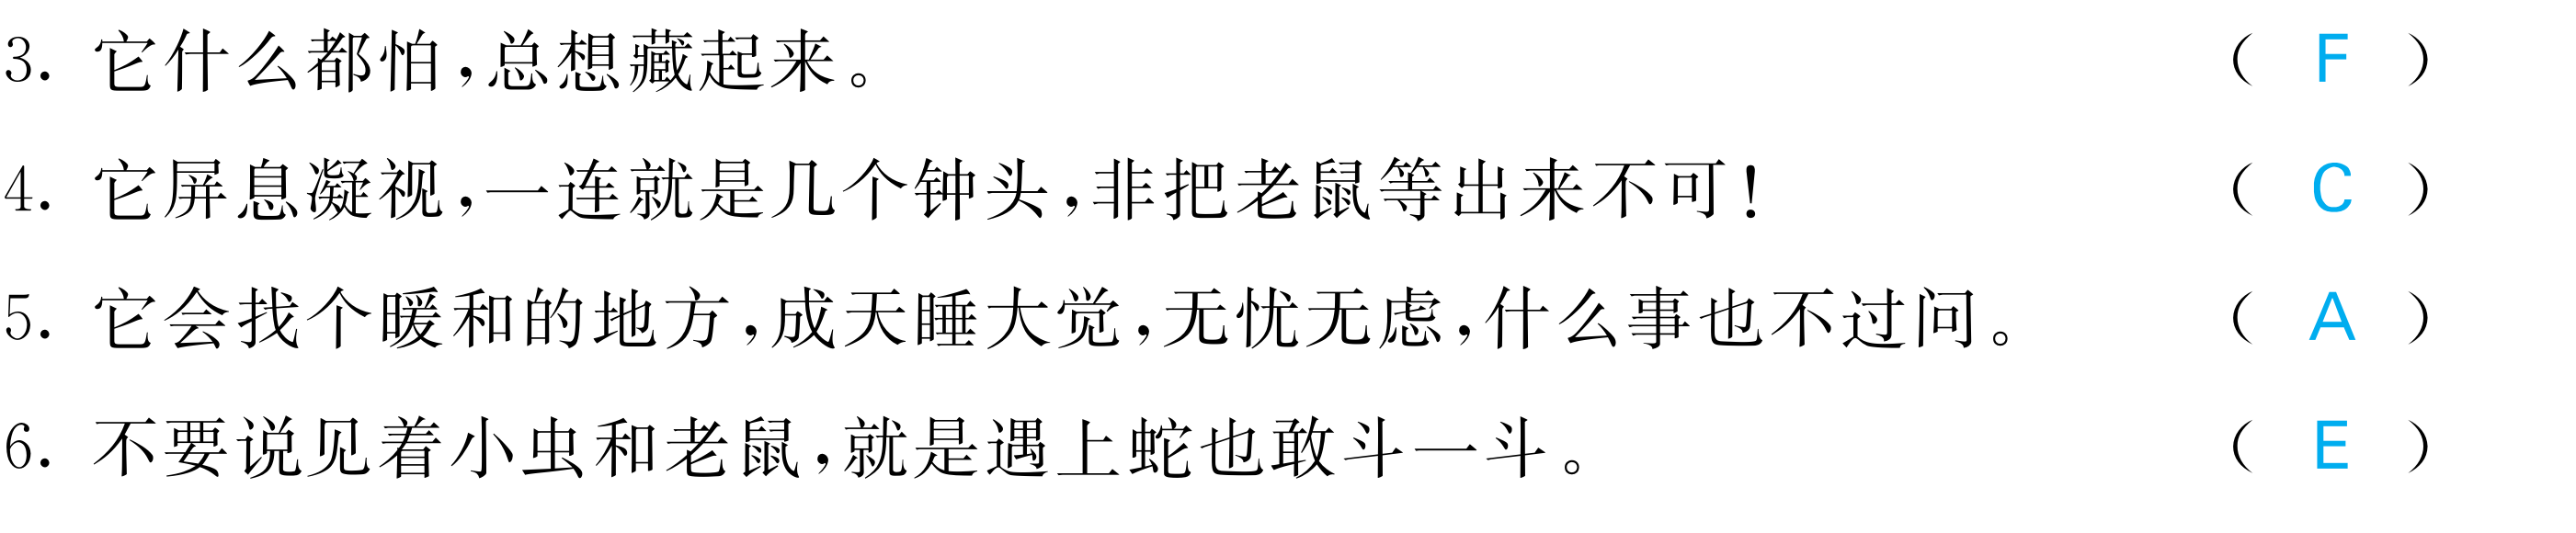 3. 它什么都怕,总想藏起来。 ( F )
4. 它屏息凝视,一连就是几个钟头,非把老鼠等出来不可! ( C )
5. 它会找个暖和的地方,成天睡大觉,无忧无虑,什么事也不过问。 ( A )
6. 不要说见着小虫和老鼠,就是遇上蛇也敢斗一斗。 ( E )